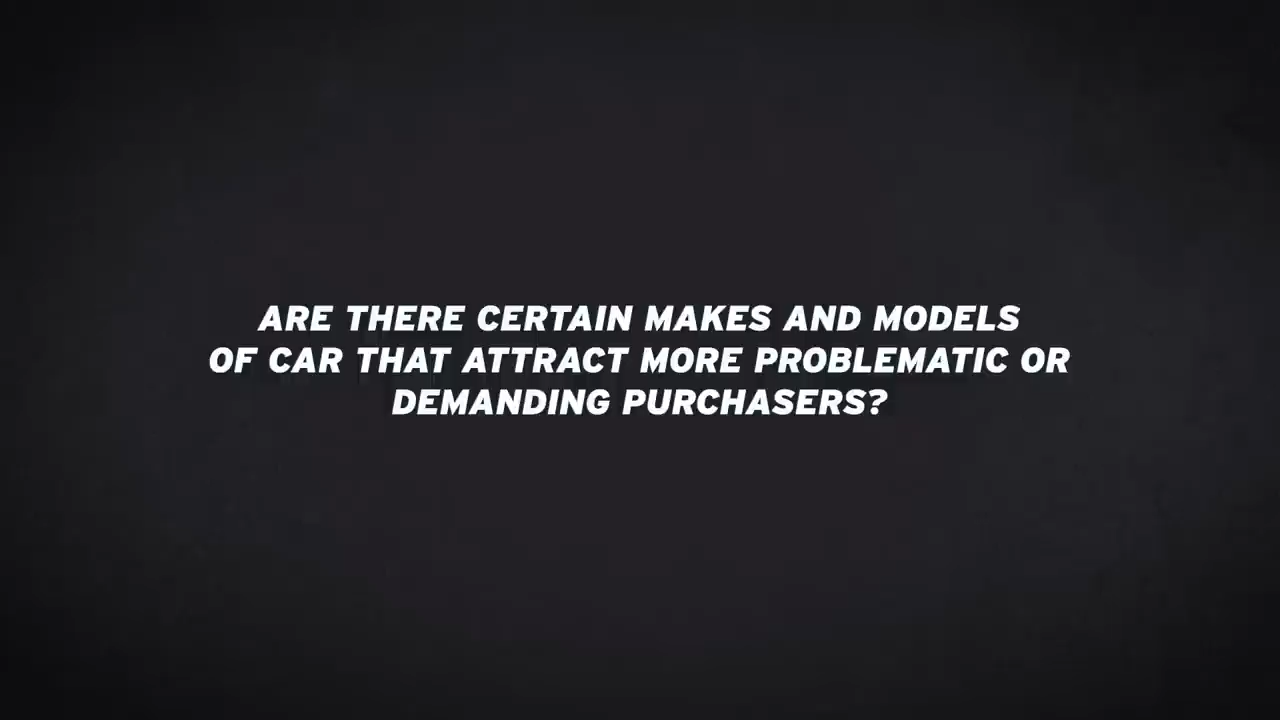 ARE THERE CERTAIN MAKES AND MODELS
OF CAR THAT ATTRACT MORE PROBLEMATIC OR
DEMANDING PURCHASERS?